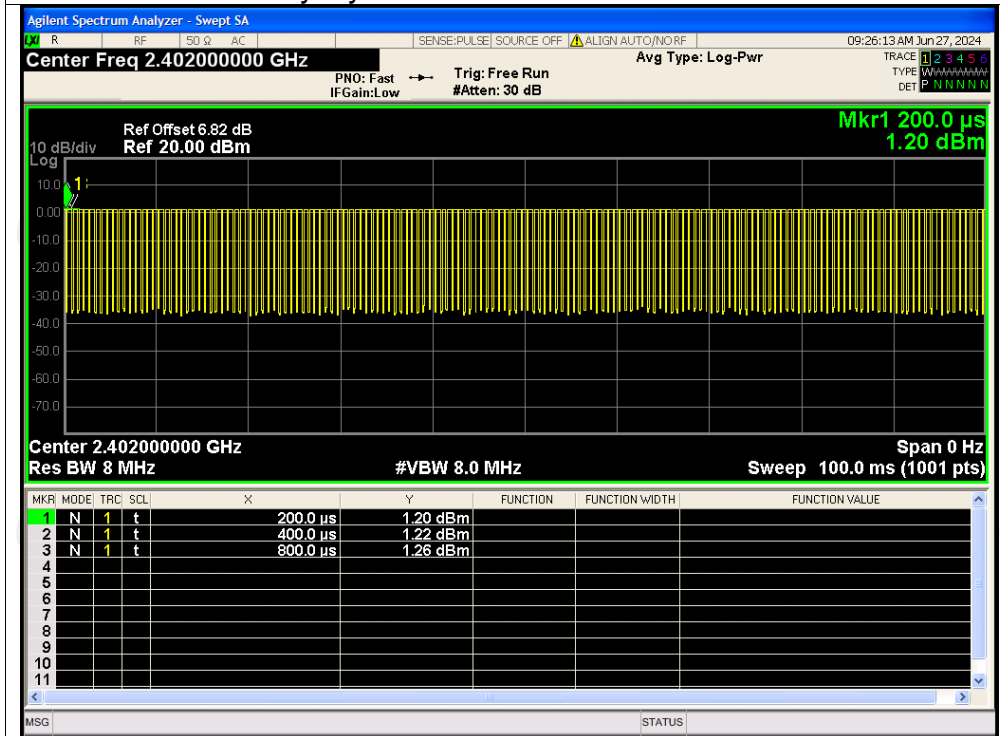 Agilent Spectrum Analyzer - Swept SA
LXI R RF 50 Ω AC SENSE:PULSE SOURCE OFF ALIGN AUTO/NO RF 09:26:13 AM Jun 27, 2024
Center Freq 2.402000000 GHz Avg Type: Log-Pwr TRACE 1 2 3 4 5 6
PNO: Fast Trig: Free Run TYPE WWWWWW
IFGain:Low #Atten: 30 dB DET P N N N N N
Mkr1 200.0 µs
1.20 dBm
Ref Offset 6.82 dB
10 dB/div Ref 20.00 dBm
Log
10.0
1
0.00
-10.0
-20.0
-30.0
-40.0
-50.0
-60.0
-70.0
Center 2.402000000 GHz Span 0 Hz
Res BW 8 MHz #VBW 8.0 MHz Sweep 100.0 ms (1001 pts)
MKR MODE TRC SCL X Y FUNCTION FUNCTION WIDTH FUNCTION VALUE
1 N 1 t 200.0 µs 1.20 dBm
2 N 1 t 400.0 µs 1.22 dBm
3 N 1 t 800.0 µs 1.26 dBm
4
5
6
7
8
9
10
11
MSG STATUS